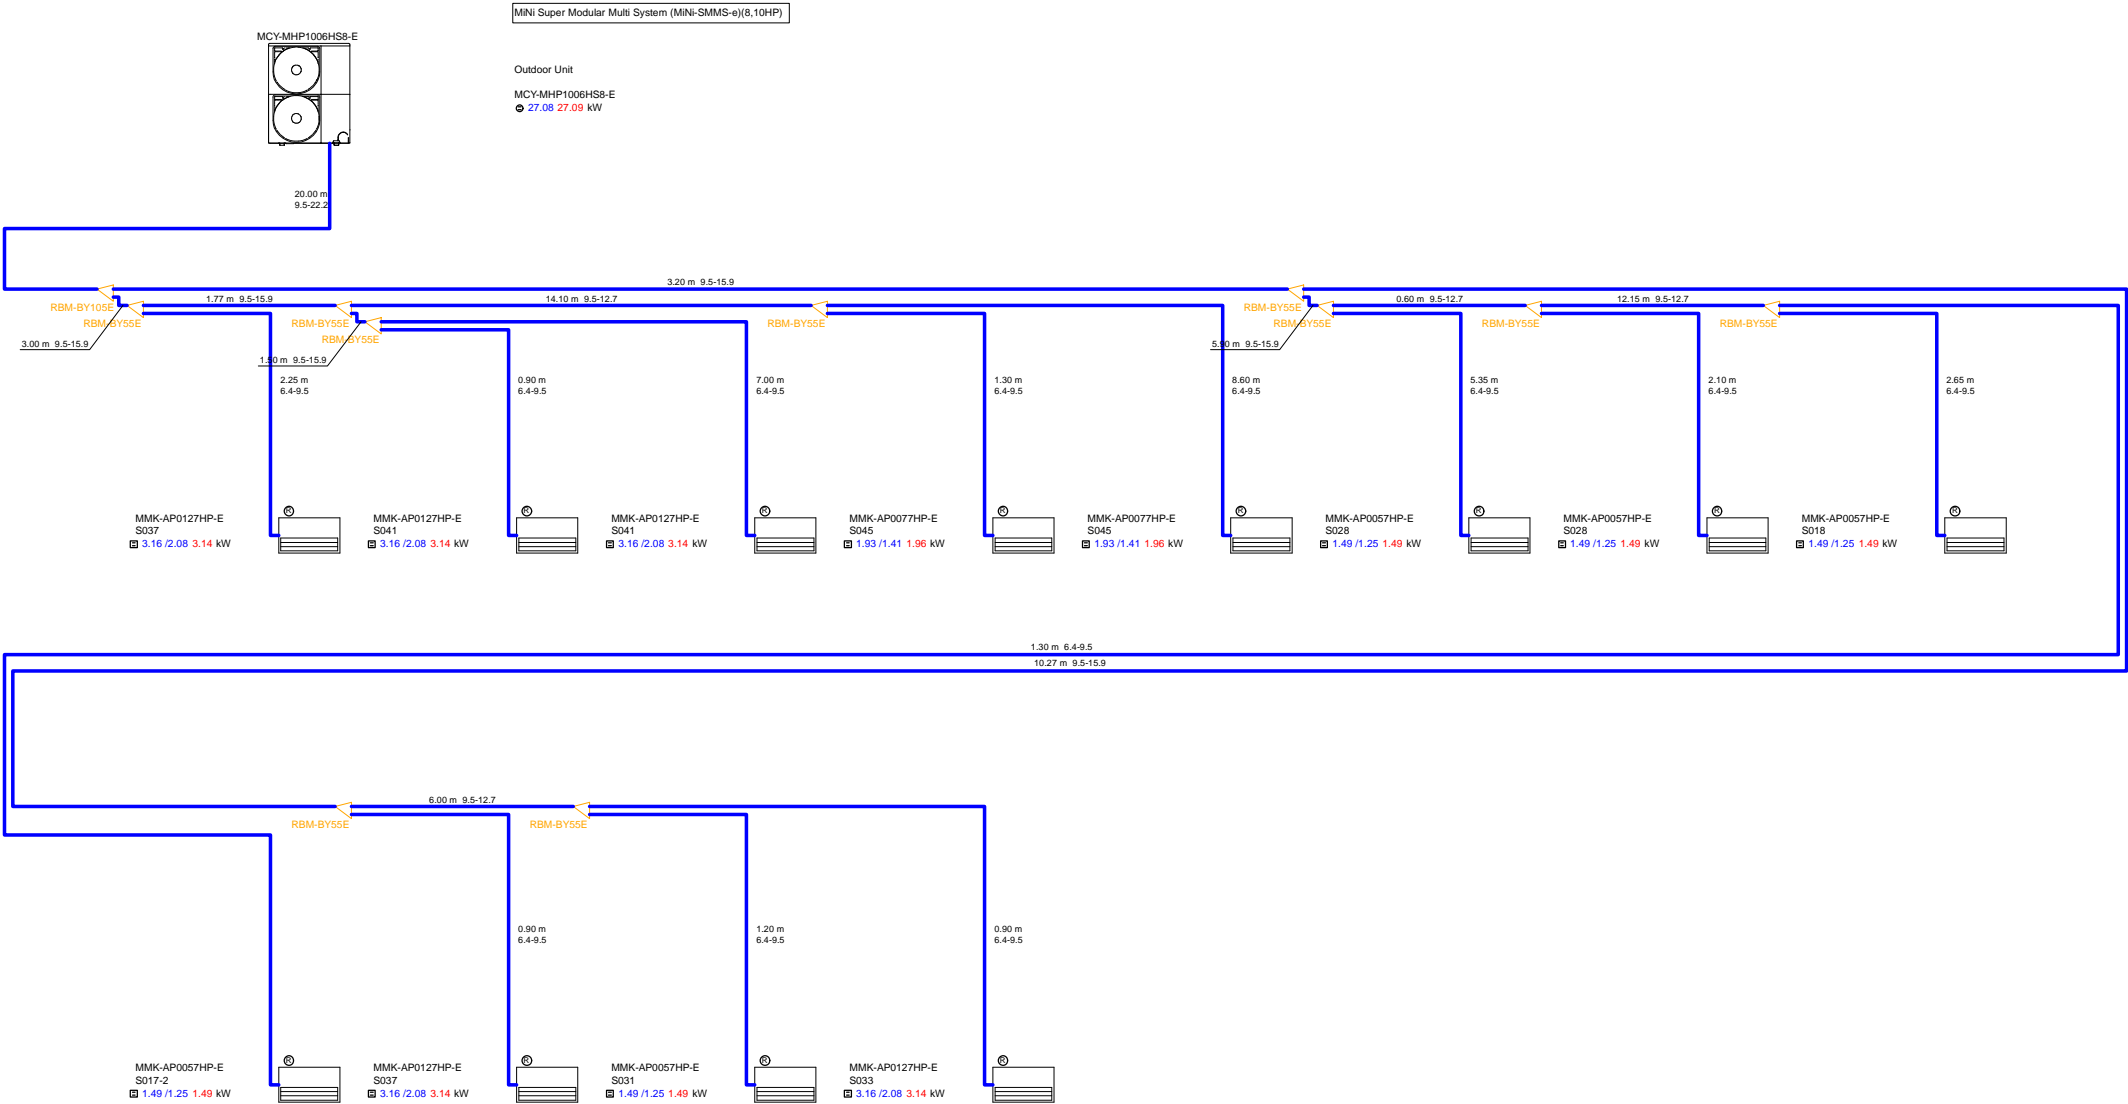 MiNi Super Modular Multi System (MiNi-SMMS-e)(8,10HP)
MCY-MHP1006HS8-E
Outdoor Unit
MCY-MHP1006HS8-E
27.08 27.09 kW
20.00 m
9.5-22.2
3.20 m 9.5-15.9
RBM-BY105E
1.77 m 9.5-15.9
14.10 m 9.5-12.7
RBM-BY55E
0.60 m 9.5-12.7
12.15 m 9.5-12.7
RBM-BY55E
RBM-BY55E
RBM-BY55E
RBM-BY55E
RBM-BY55E
RBM-BY55E
RBM-BY55E
3.00 m 9.5-15.9
1.50 m 9.5-15.9
5.90 m 9.5-15.9
2.25 m
6.4-9.5
0.90 m
6.4-9.5
7.00 m
6.4-9.5
1.30 m
6.4-9.5
8.60 m
6.4-9.5
5.35 m
6.4-9.5
2.10 m
6.4-9.5
2.65 m
6.4-9.5
R
R
R
R
R
R
R
R
MMK-AP0127HP-E
S037
3.16 /2.08 3.14 kW
MMK-AP0127HP-E
S041
3.16 /2.08 3.14 kW
MMK-AP0127HP-E
S041
3.16 /2.08 3.14 kW
MMK-AP0077HP-E
S045
1.93 /1.41 1.96 kW
MMK-AP0077HP-E
S045
1.93 /1.41 1.96 kW
MMK-AP0057HP-E
S028
1.49 /1.25 1.49 kW
MMK-AP0057HP-E
S028
1.49 /1.25 1.49 kW
MMK-AP0057HP-E
S018
1.49 /1.25 1.49 kW
1.30 m 6.4-9.5
10.27 m 9.5-15.9
6.00 m 9.5-12.7
RBM-BY55E
RBM-BY55E
0.90 m
6.4-9.5
1.20 m
6.4-9.5
0.90 m
6.4-9.5
R
R
R
R
MMK-AP0057HP-E
S017-2
1.49 /1.25 1.49 kW
MMK-AP0127HP-E
S037
3.16 /2.08 3.14 kW
MMK-AP0057HP-E
S031
1.49 /1.25 1.49 kW
MMK-AP0127HP-E
S033
3.16 /2.08 3.14 kW